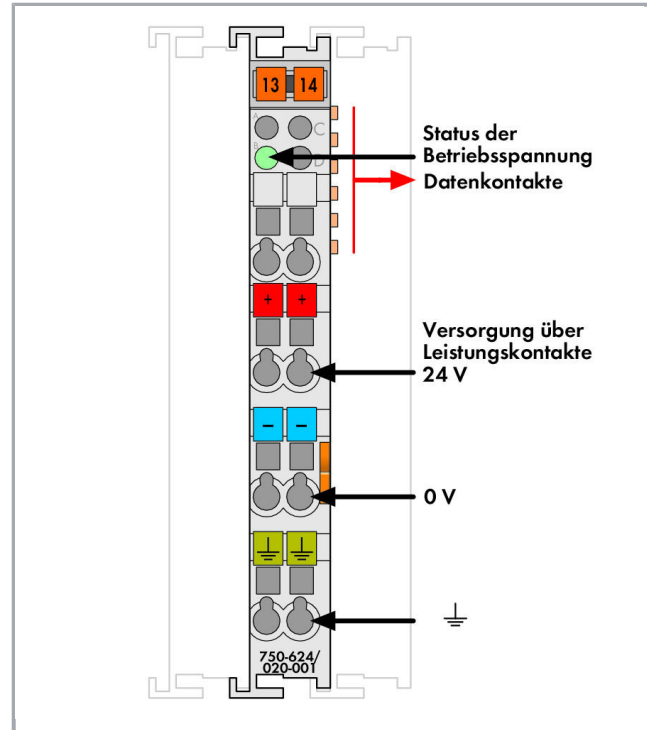 13 14
A
C
Status der
Betriebsspannung
B
D
Datenkontakte
+ +
Versorgung über
Leistungskontakte
24 V
− −
0 V
750-624/
020-001